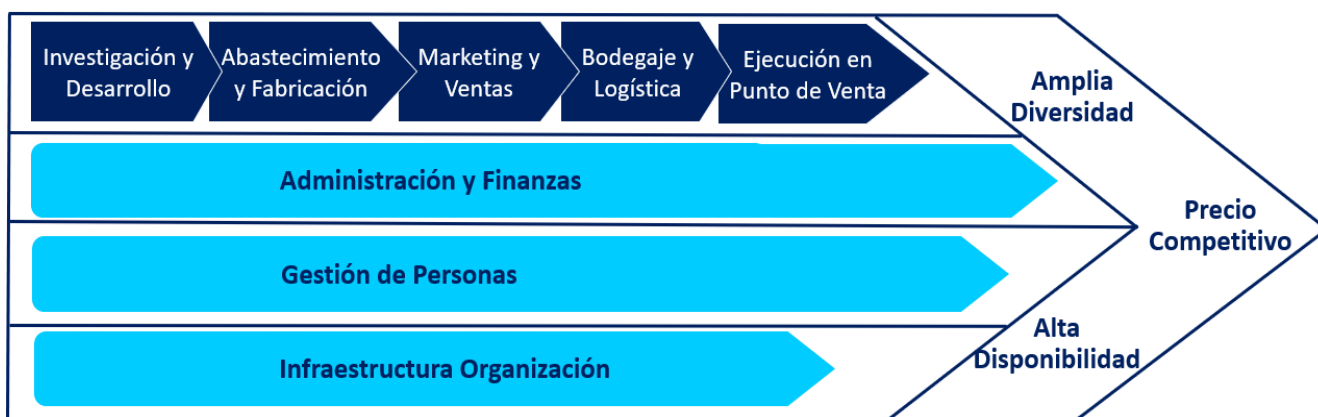 Investigación y
Desarrollo
Abastecimiento
y Fabricación
Marketing y
Ventas
Bodegaje y
Logística
Ejecución en
Punto de Venta
Amplia
Diversidad
Administración y Finanzas
Precio
Competitivo
Gestión de Personas
Alta
Disponibilidad
Infraestructura Organización